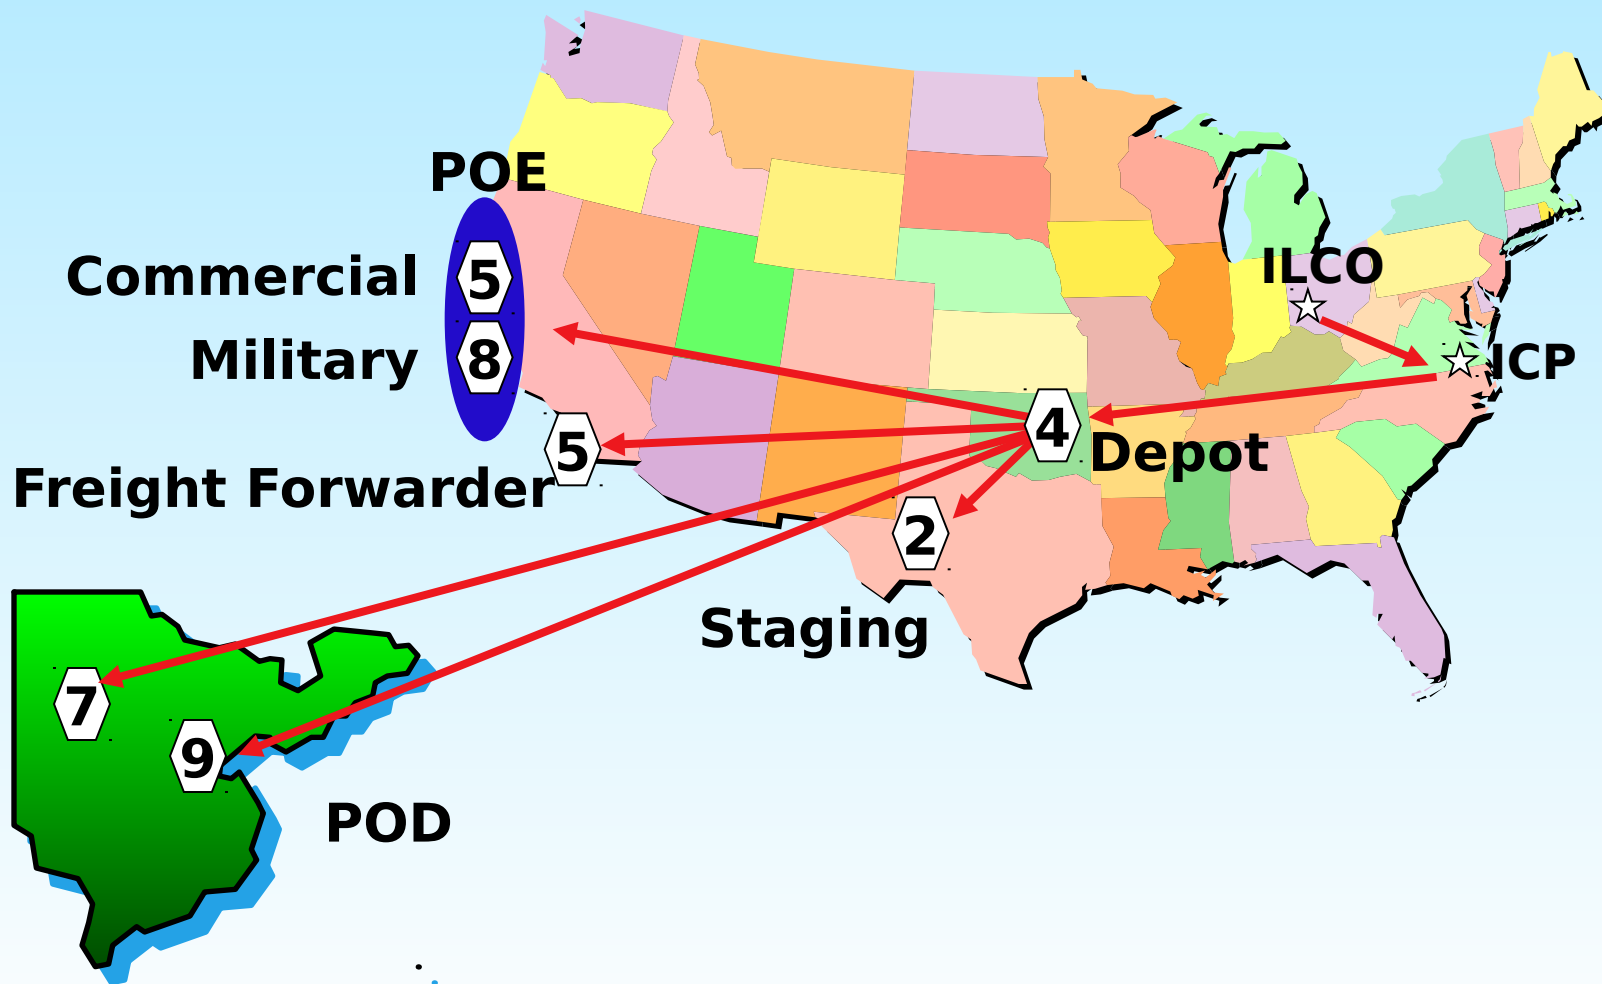 POE
Commercial
5
Military
8
5
Freight Forwarder
ILCO
ICP
4
Depot
2
Staging
7
9
POD